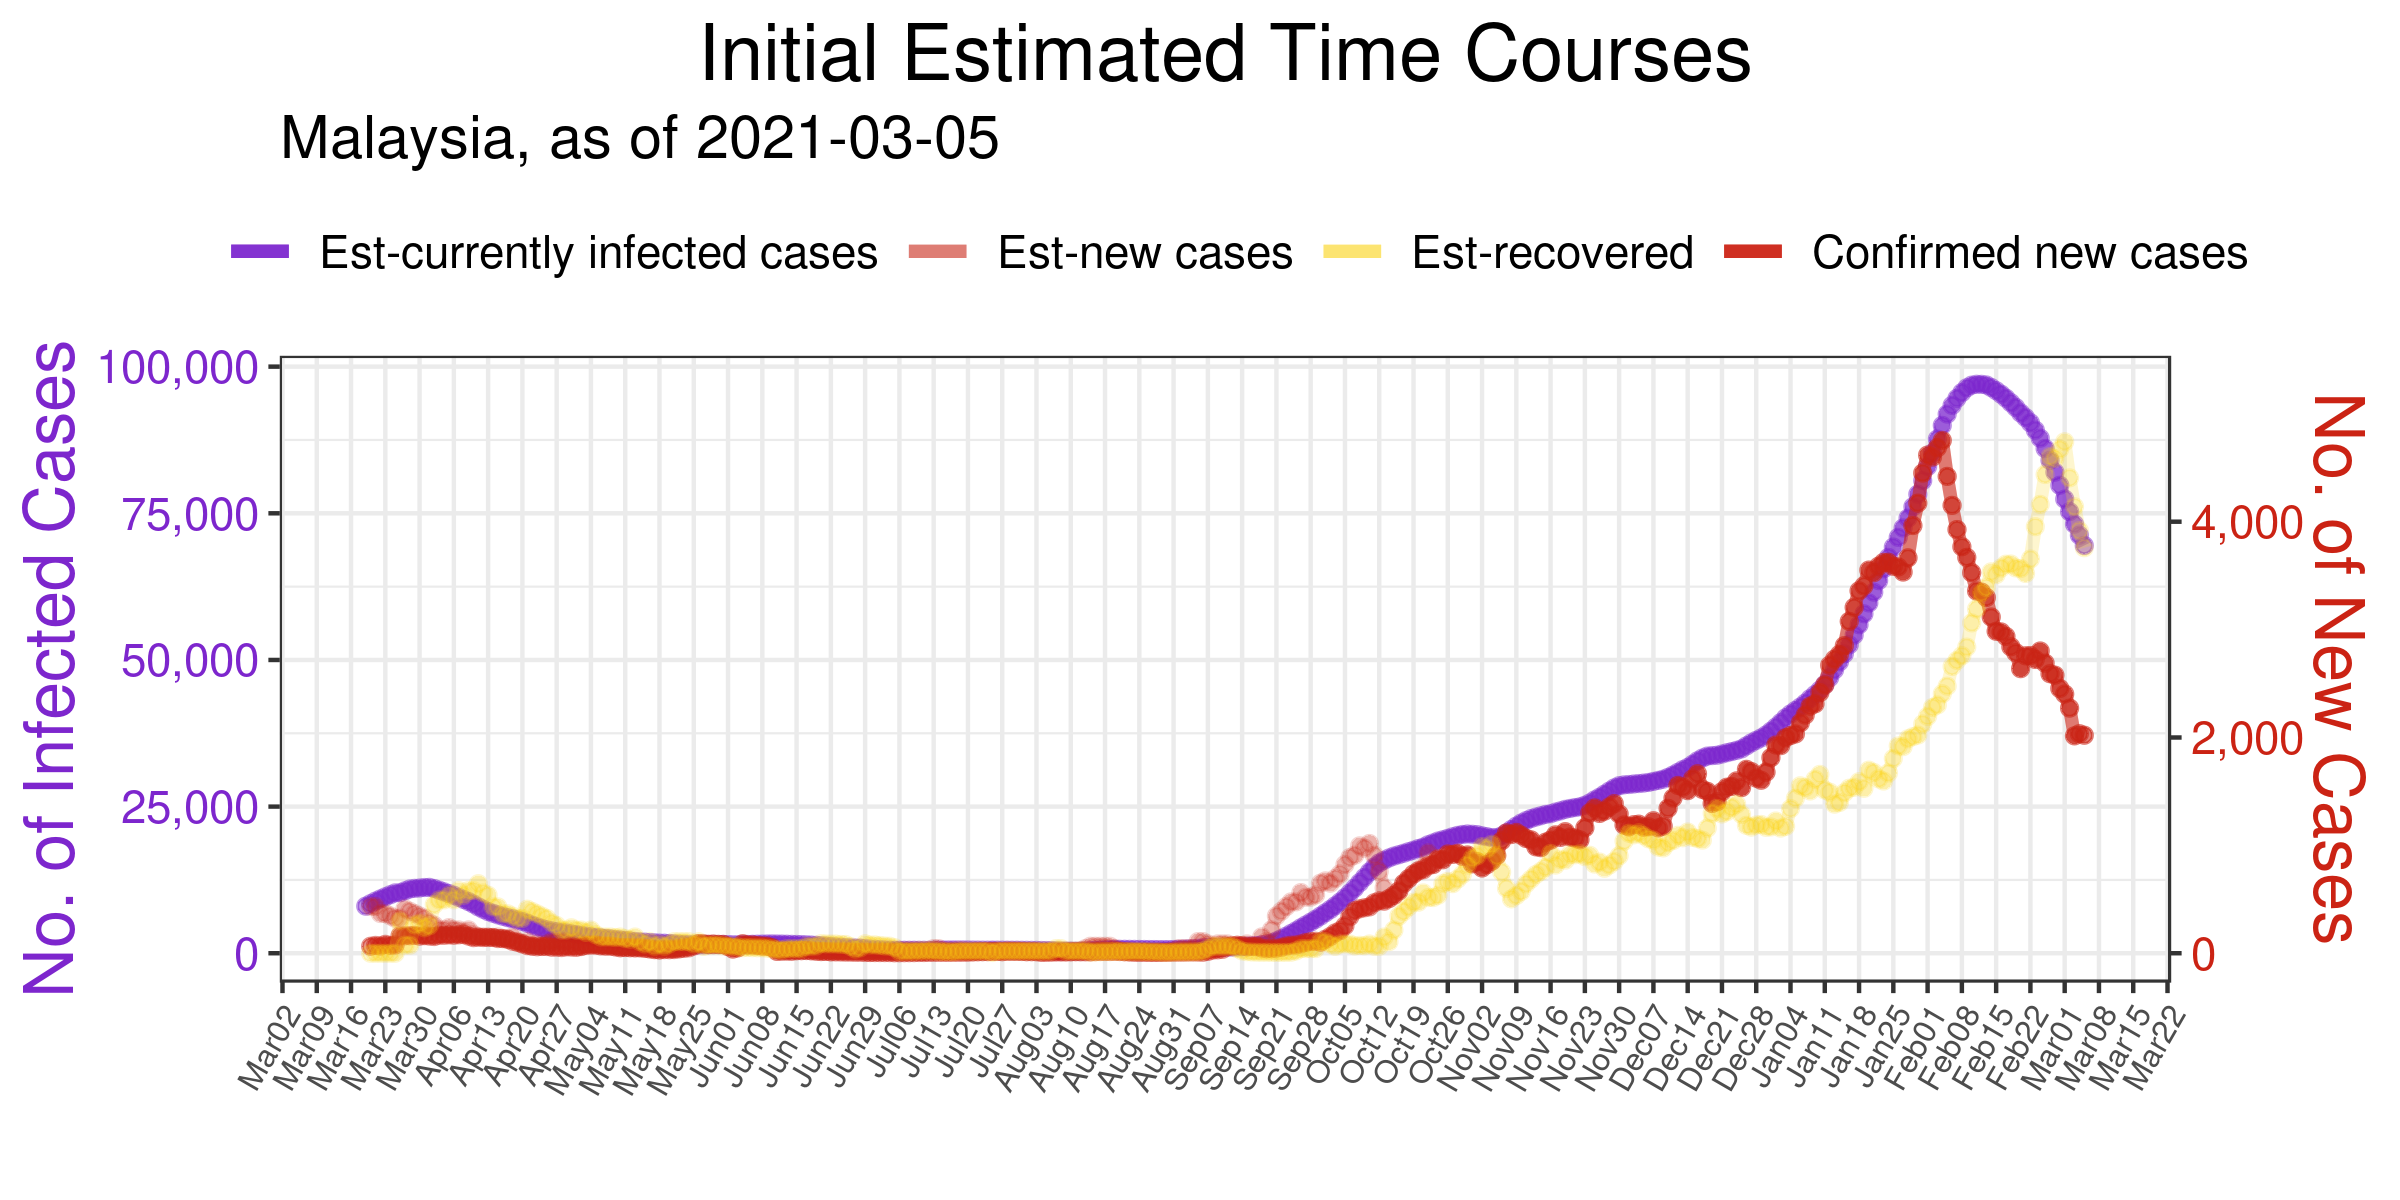 Initial Estimated Time Courses
Malaysia, as of 2021-03-05
Est-currently infected cases Est-new cases Est-recovered Confirmed new cases
No. of Infected Cases
100,000
75,000
50,000
25,000
0
4,000
2,000
0
No. of New Cases
Mar02 Mar09 Mar16 Mar23 Mar30 Apr06 Apr13 Apr20 Apr27 May04 May11 May18 May25 Jun01 Jun08 Jun15 Jun22 Jun29 Jul06 Jul13 Jul20 Jul27 Aug03 Aug10 Aug17 Aug24 Aug31 Sep07 Sep14 Sep21 Sep28 Oct05 Oct12 Oct19 Oct26 Nov02 Nov09 Nov16 Nov23 Nov30 Dec07 Dec14 Dec21 Dec28 Jan04 Jan11 Jan18 Jan25 Feb01 Feb08 Feb15 Feb22 Mar01 Mar08 Mar15 Mar22